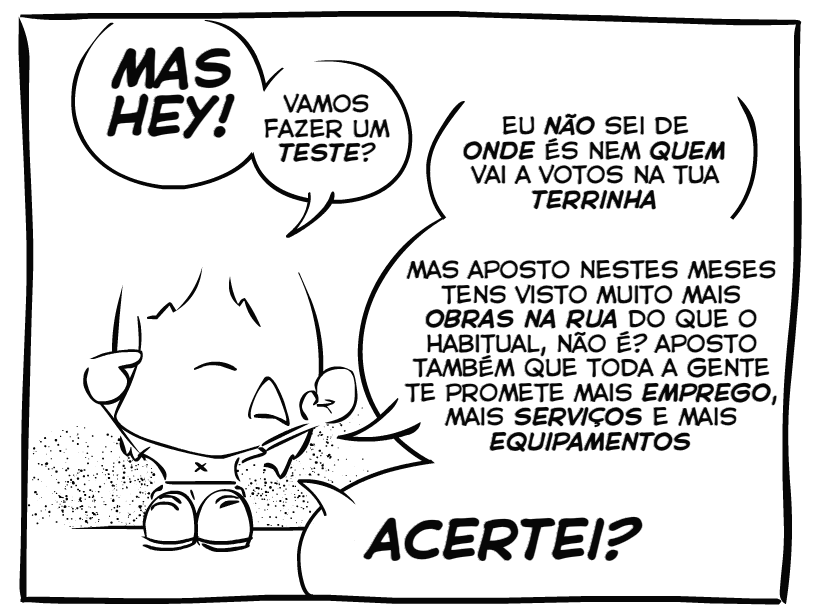 MAS
HEY!
VAMOS
FAZER UM
TESTE?
EU NÃO SEI DE
ONDE ÉS NEM QUEM
VAI A VOTOS NA TUA
TERRINHA
MAS APOSTO NESTES MESES
TENS VISTO MUITO MAIS
OBRAS NA RUA DO QUE O
HABITUAL, NÃO É? APOSTO
TAMBÉM QUE TODA A GENTE
TE PROMETE MAIS EMPREGO,
MAIS SERVIÇOS E MAIS
EQUIPAMENTOS
ACERTEI?